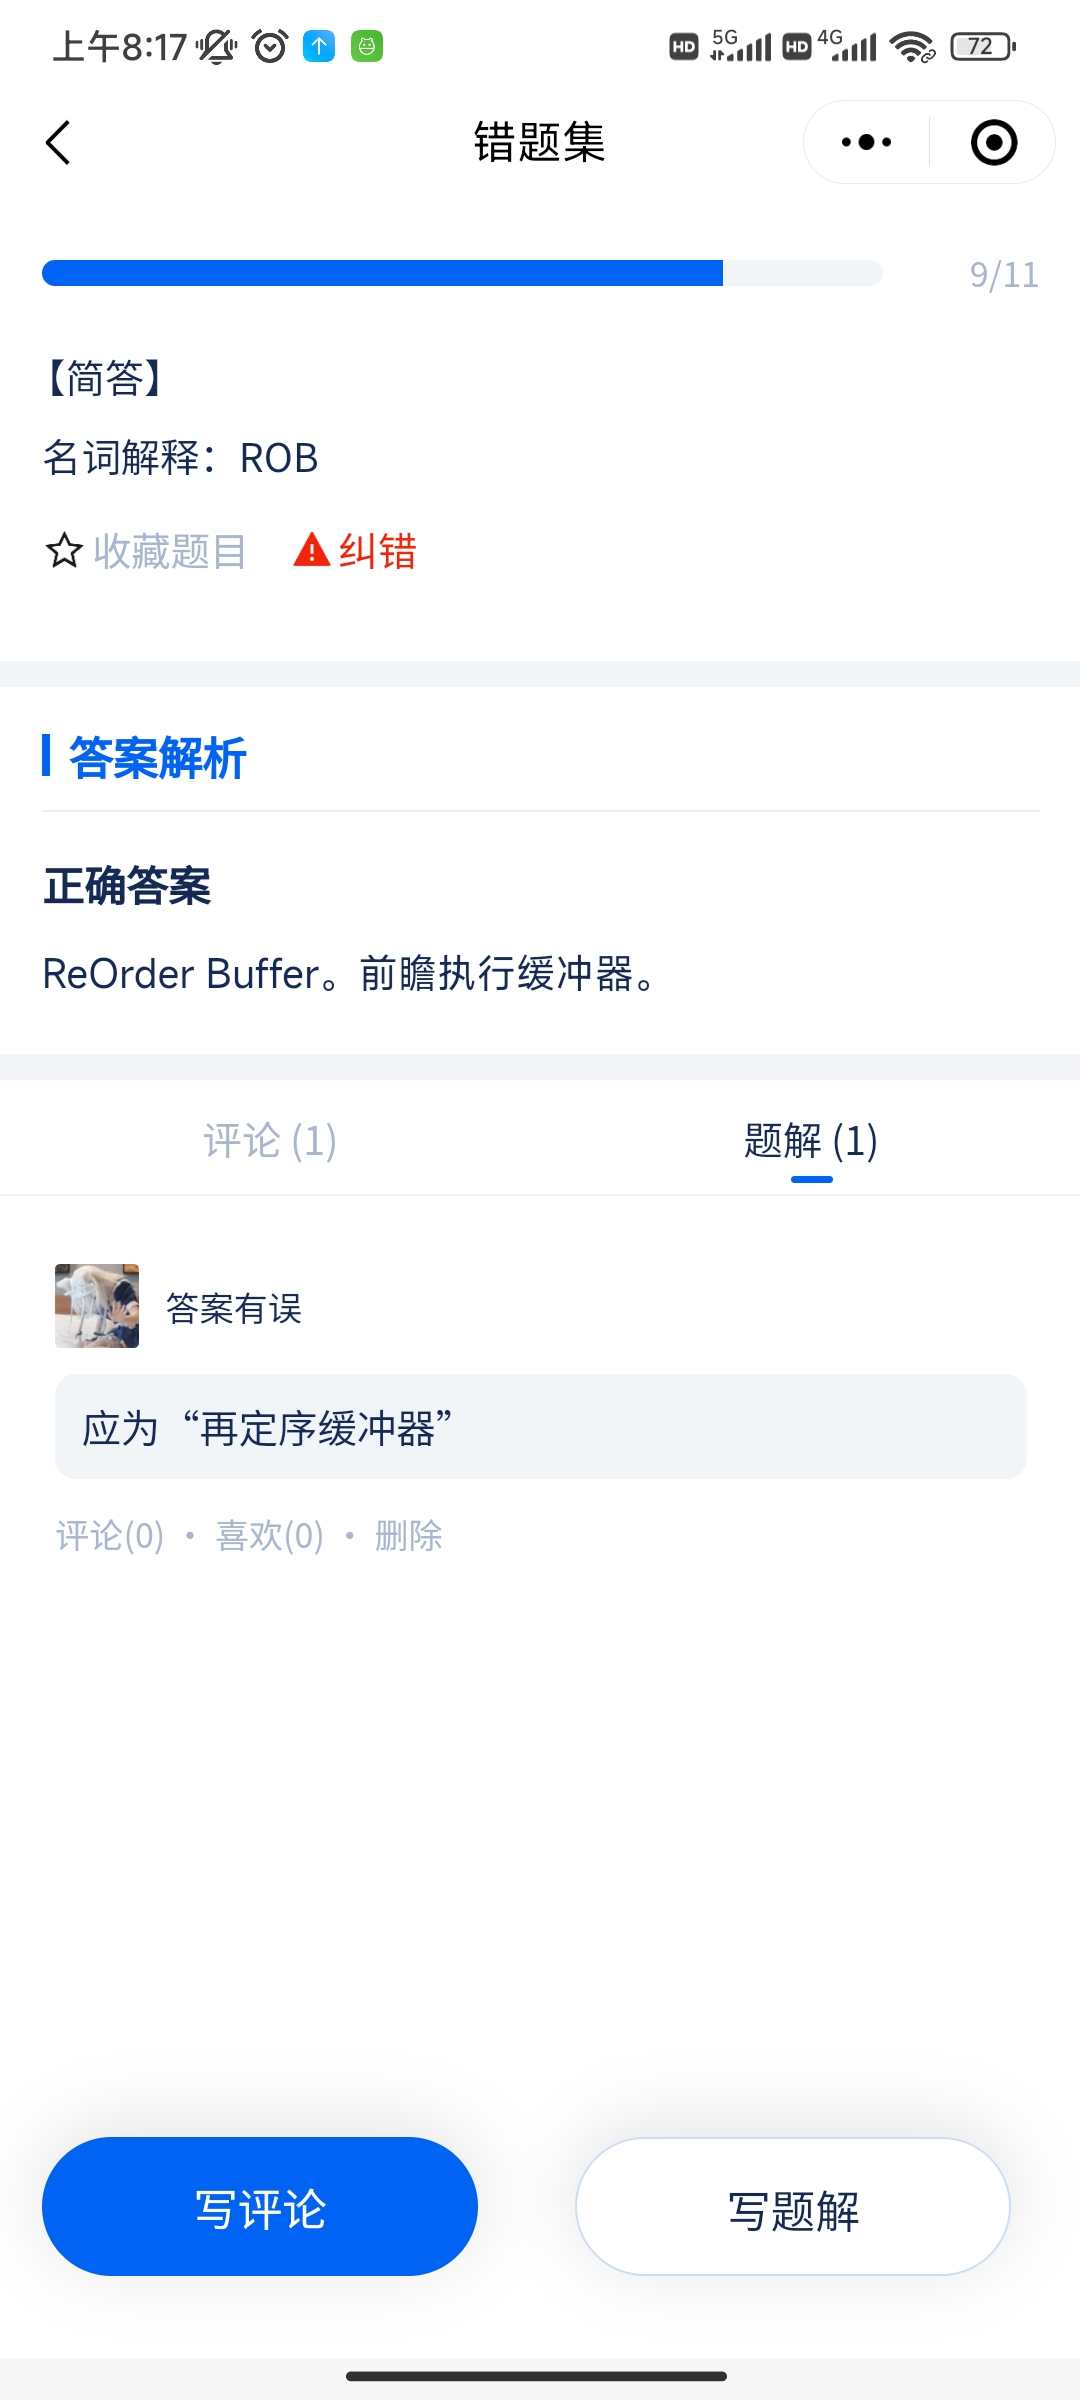 上午8:17
HD 5G HD 4G 72
错题集
9/11
【简答】
名词解释：ROB
收藏题目 纠错
答案解析
正确答案
ReOrder Buffer。前瞻执行缓冲器。
评论 (1) 题解 (1)
答案有误
应为“再定序缓冲器”
评论(0) · 喜欢(0) · 删除
写评论 写题解